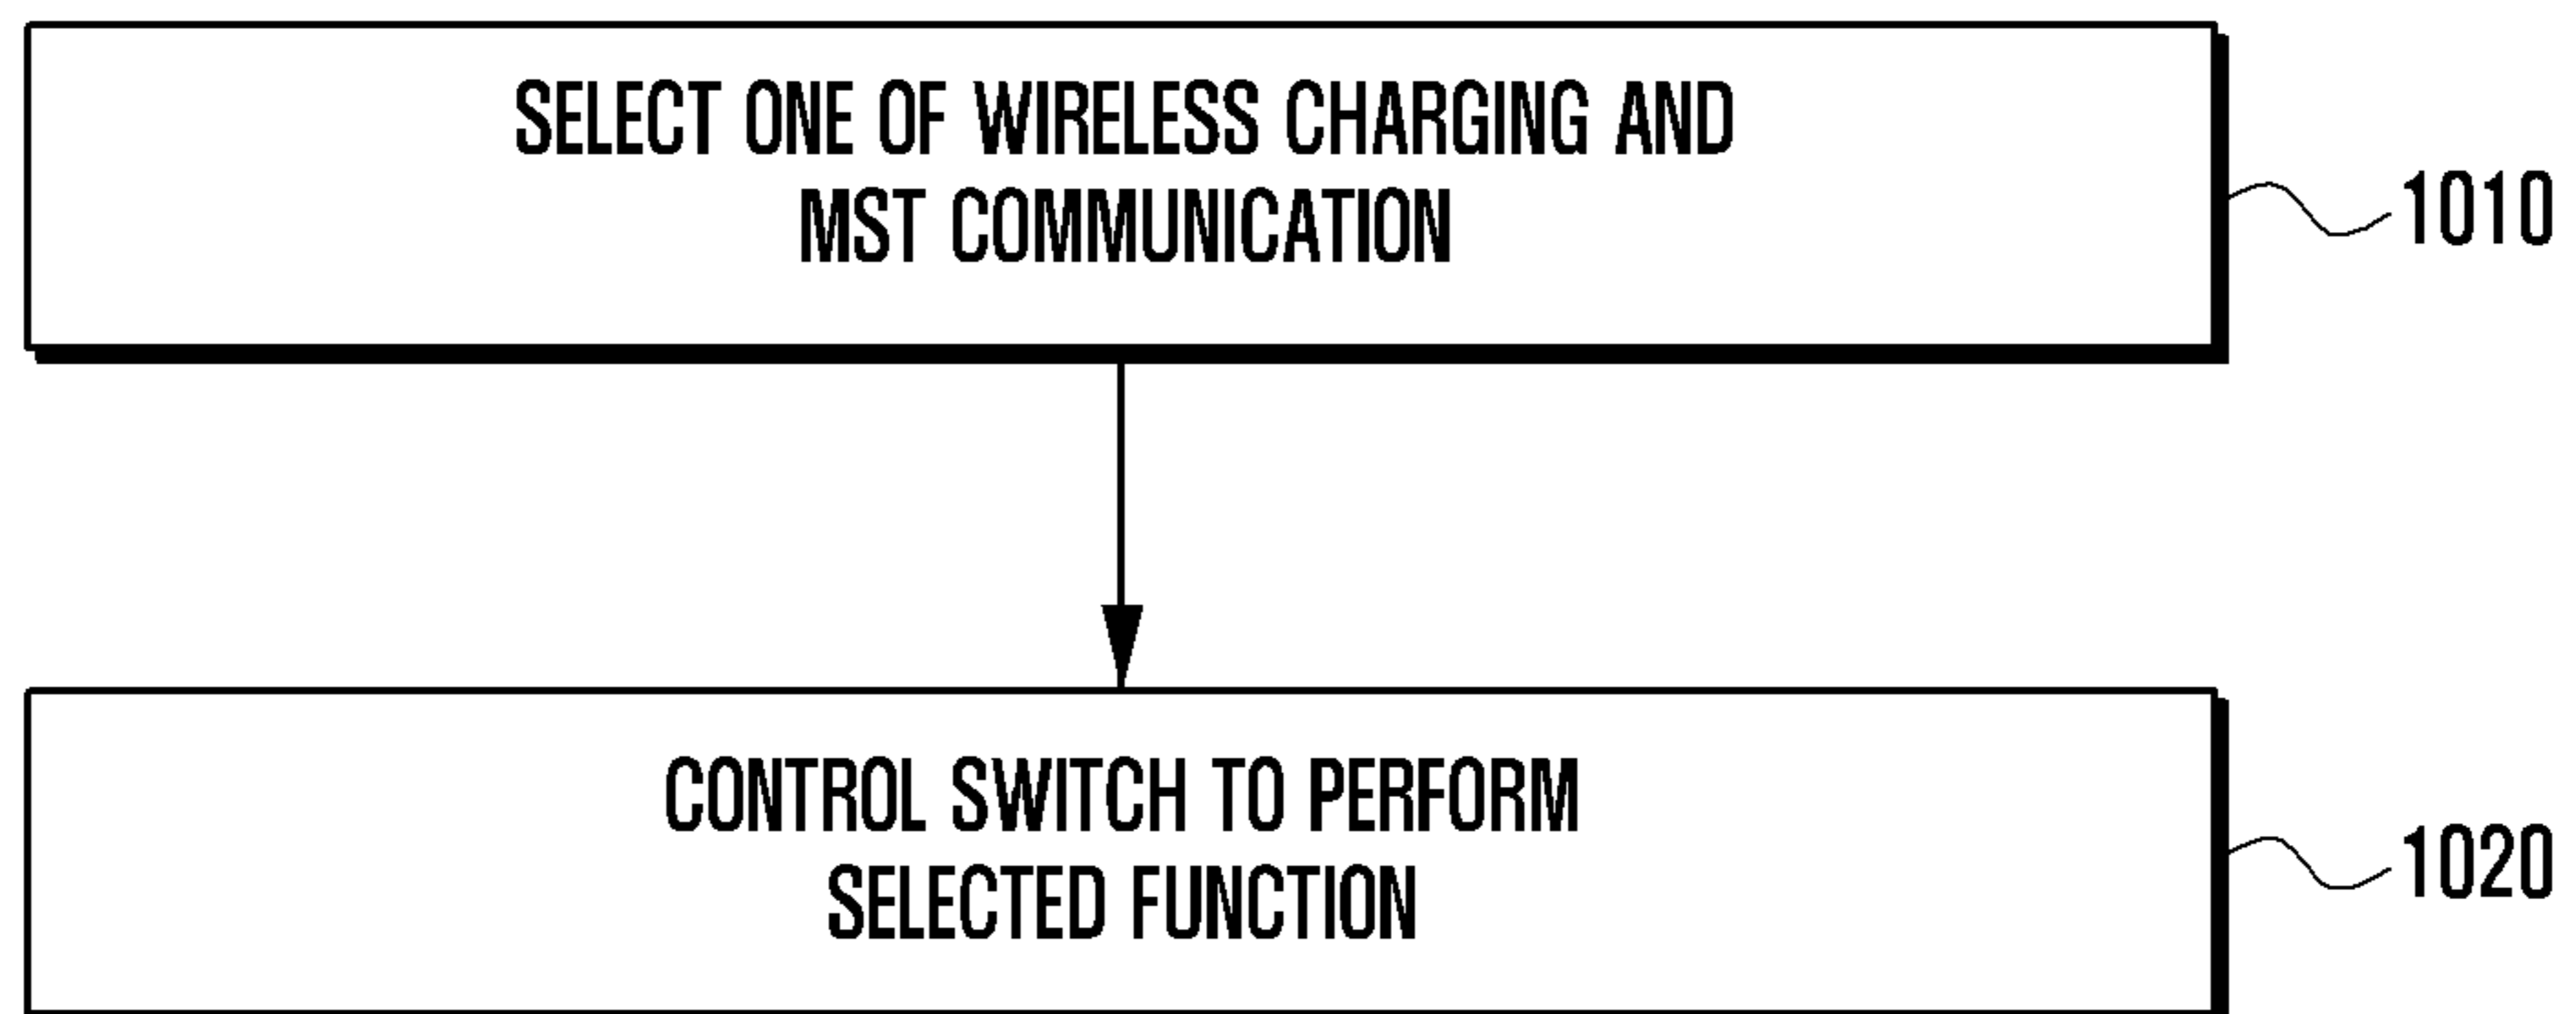 SELECT ONE OF WIRELESS CHARGING AND
MST COMMUNICATION
1010
CONTROL SWITCH TO PERFORM
SELECTED FUNCTION
1020